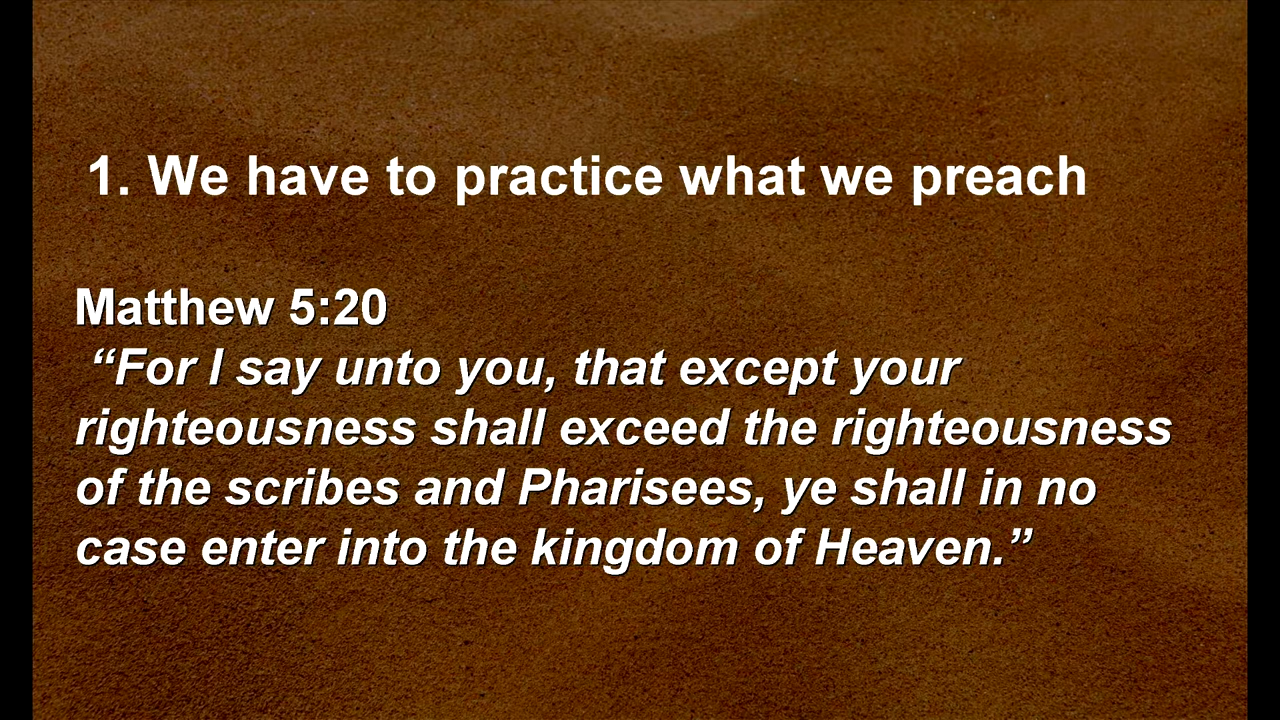 1. We have to practice what we preach
Matthew 5:20
“For I say unto you, that except your
righteousness shall exceed the righteousness
of the scribes and Pharisees, ye shall in no
case enter into the kingdom of Heaven.”